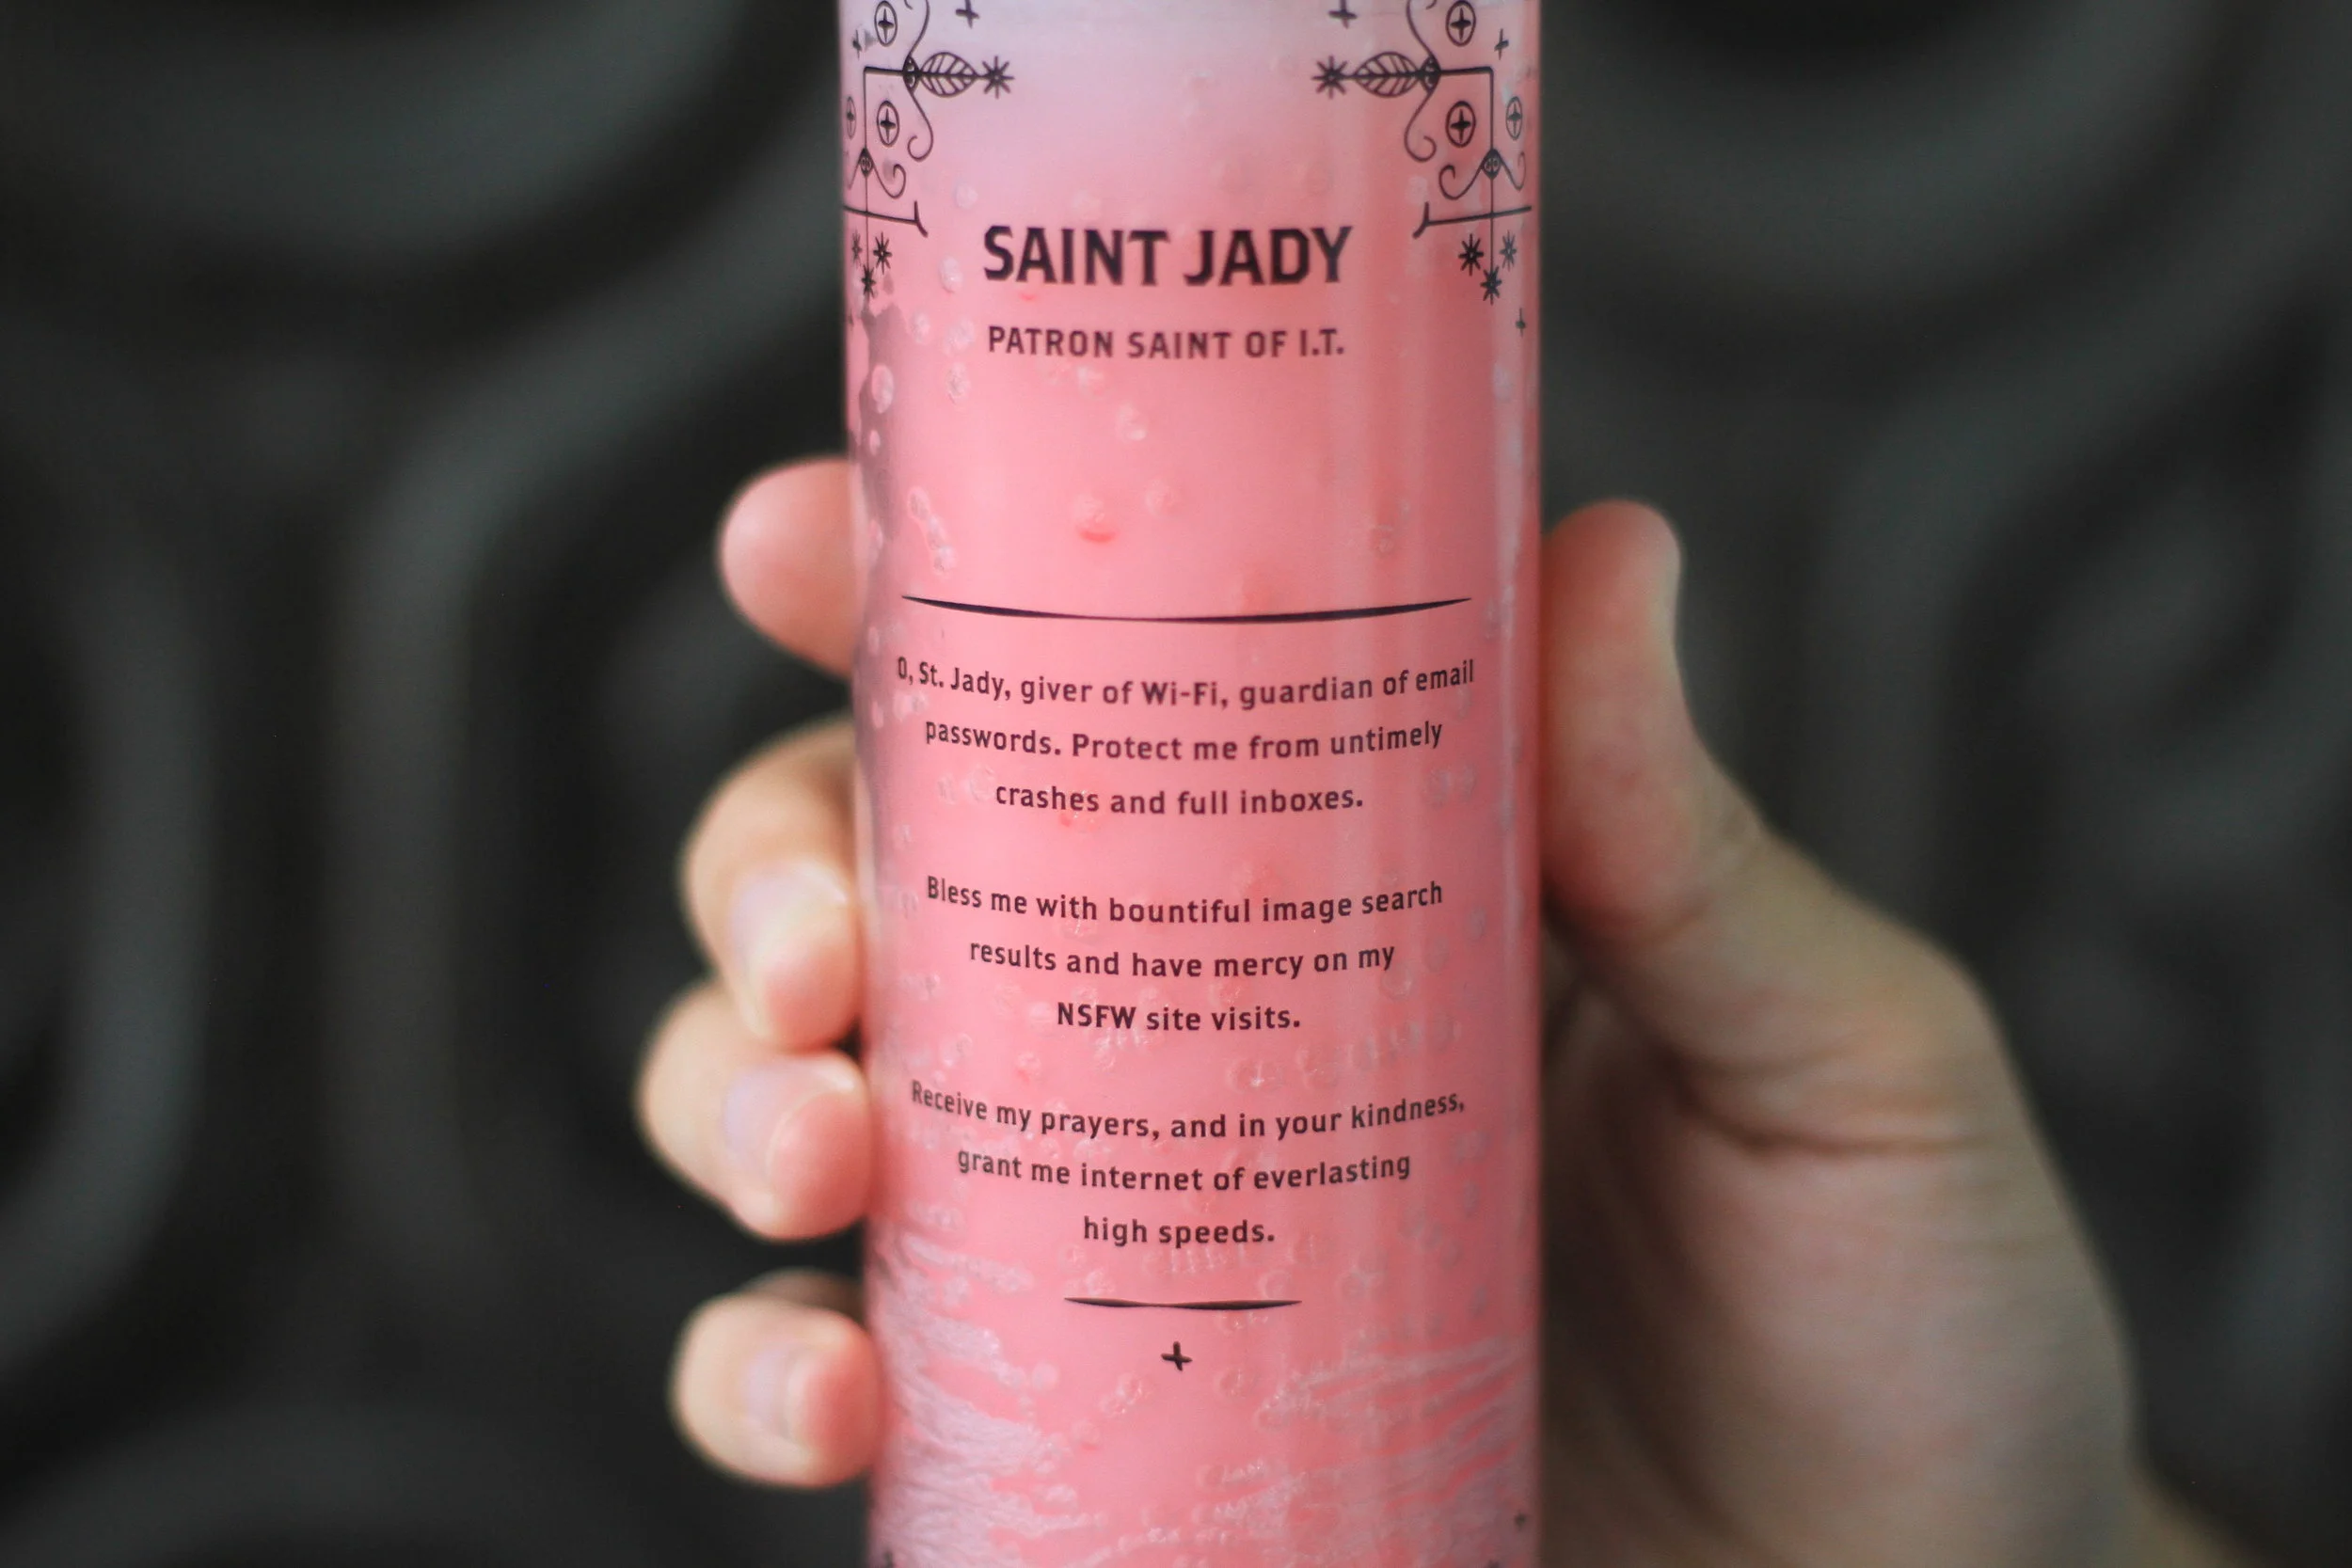 SAINT JADY
PATRON SAINT OF I.T.
O, St. Jady, giver of Wi-Fi, guardian of email
passwords. Protect me from untimely
crashes and full inboxes.
Bless me with bountiful image search
results and have mercy on my
NSFW site visits.
Receive my prayers, and in your kindness,
grant me internet of everlasting
high speeds.